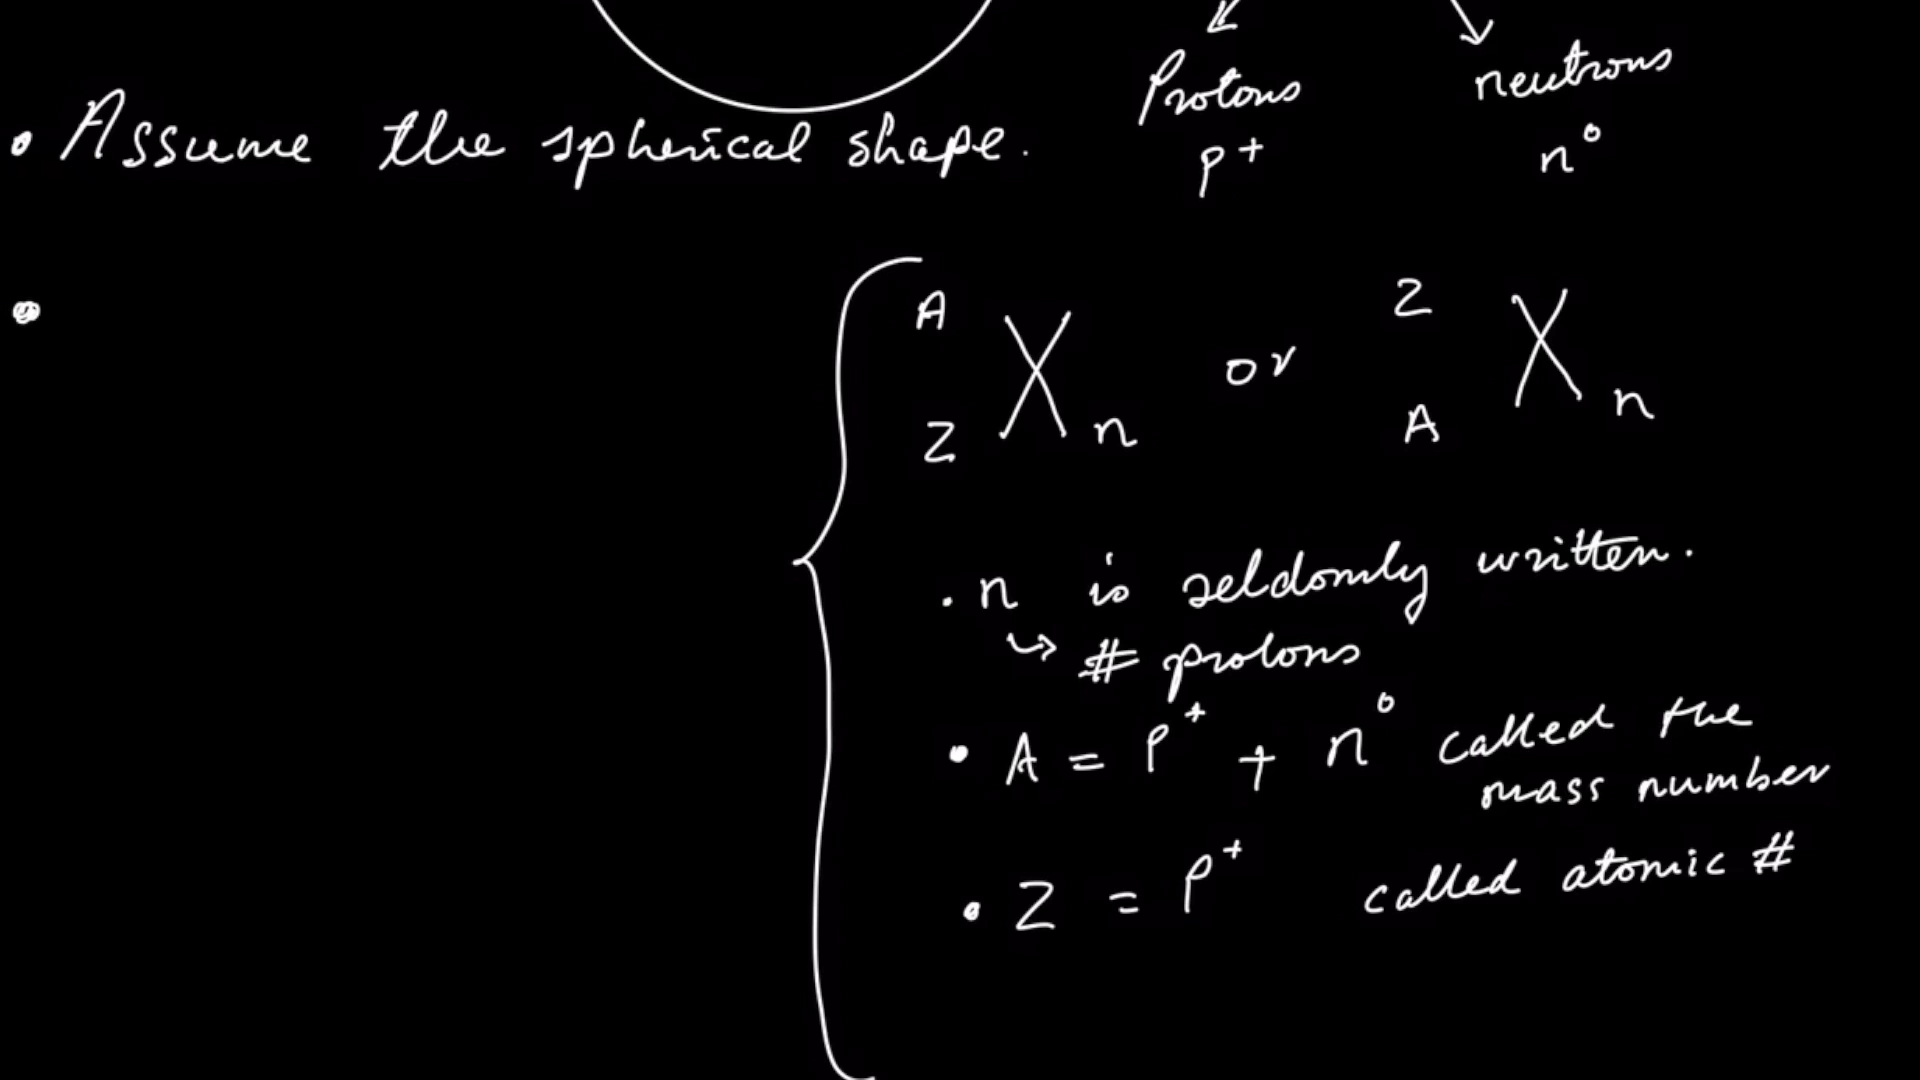 Protons neutrons
p+ n°
• Assume the spherical shape.
•
A Z
X n or X n
Z A
• n is seldomly written.
↳ # protons
• A = p+ + n° called the
mass number
• Z = p+ called atomic #